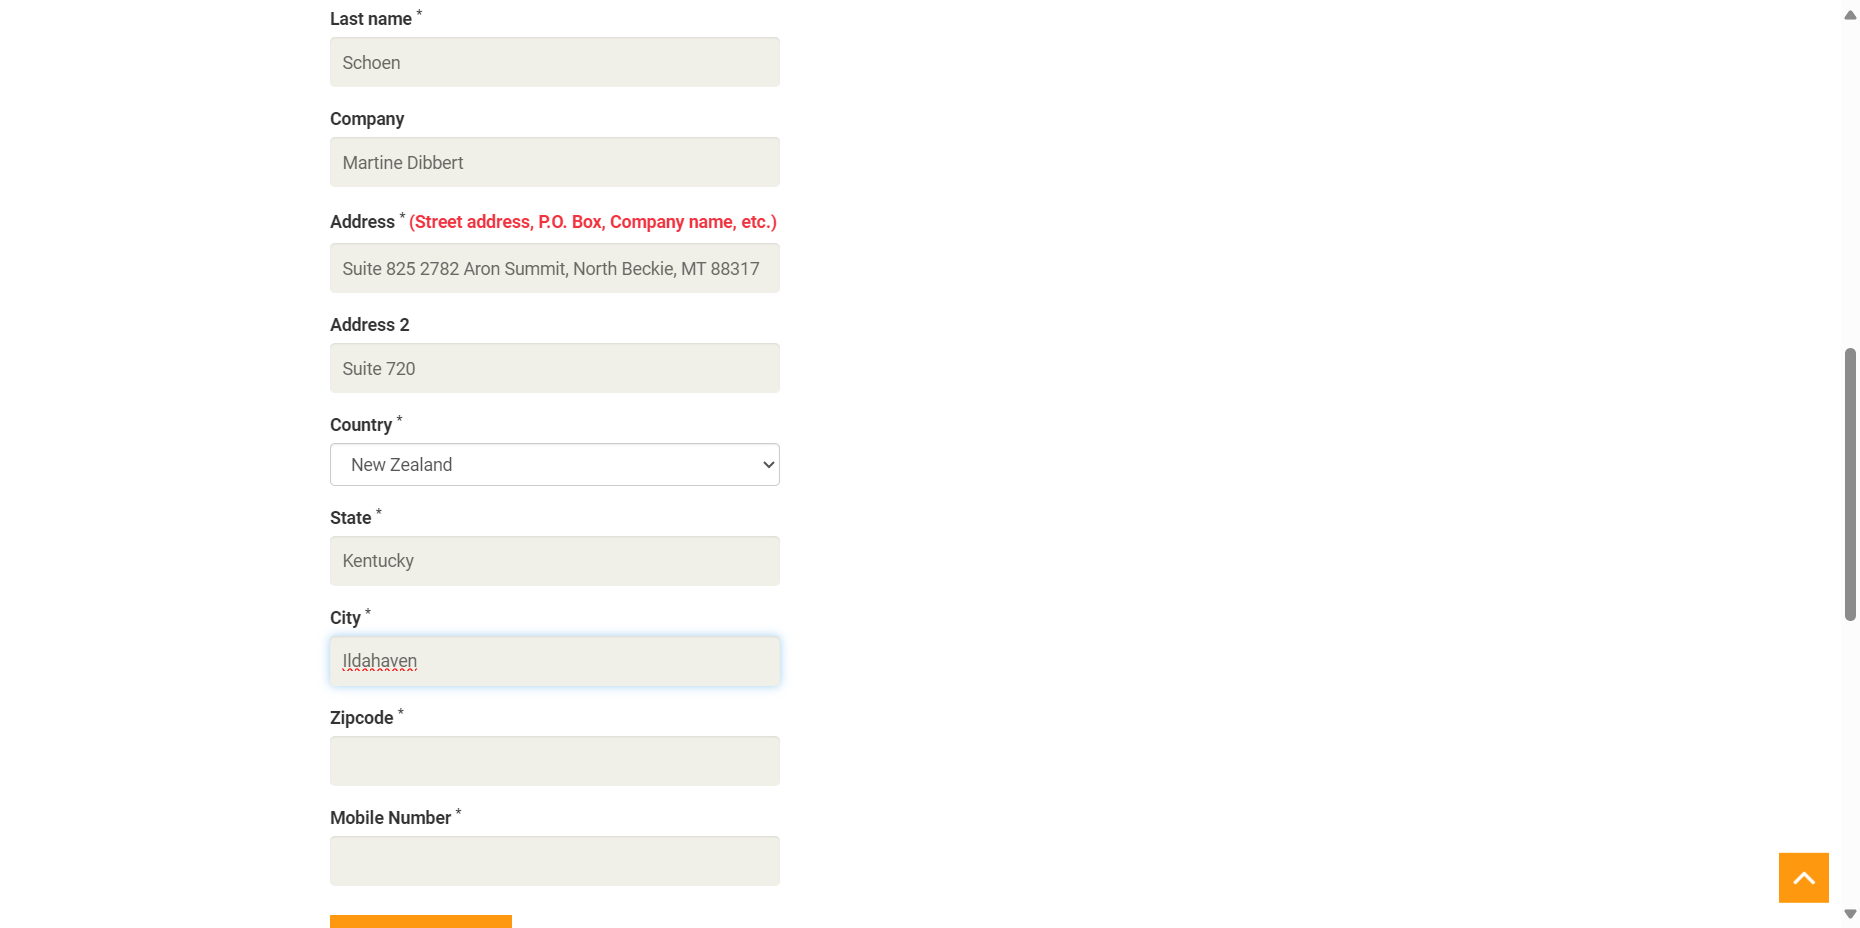 Last name *
Schoen
Company
Martine Dibbert
Address * (Street address, P.O. Box, Company name, etc.)
Suite 825 2782 Aron Summit, North Beckie, MT 88317
Address 2
Suite 720
Country *
New Zealand
State *
Kentucky
City *
Ildahaven
Zipcode *
Mobile Number *